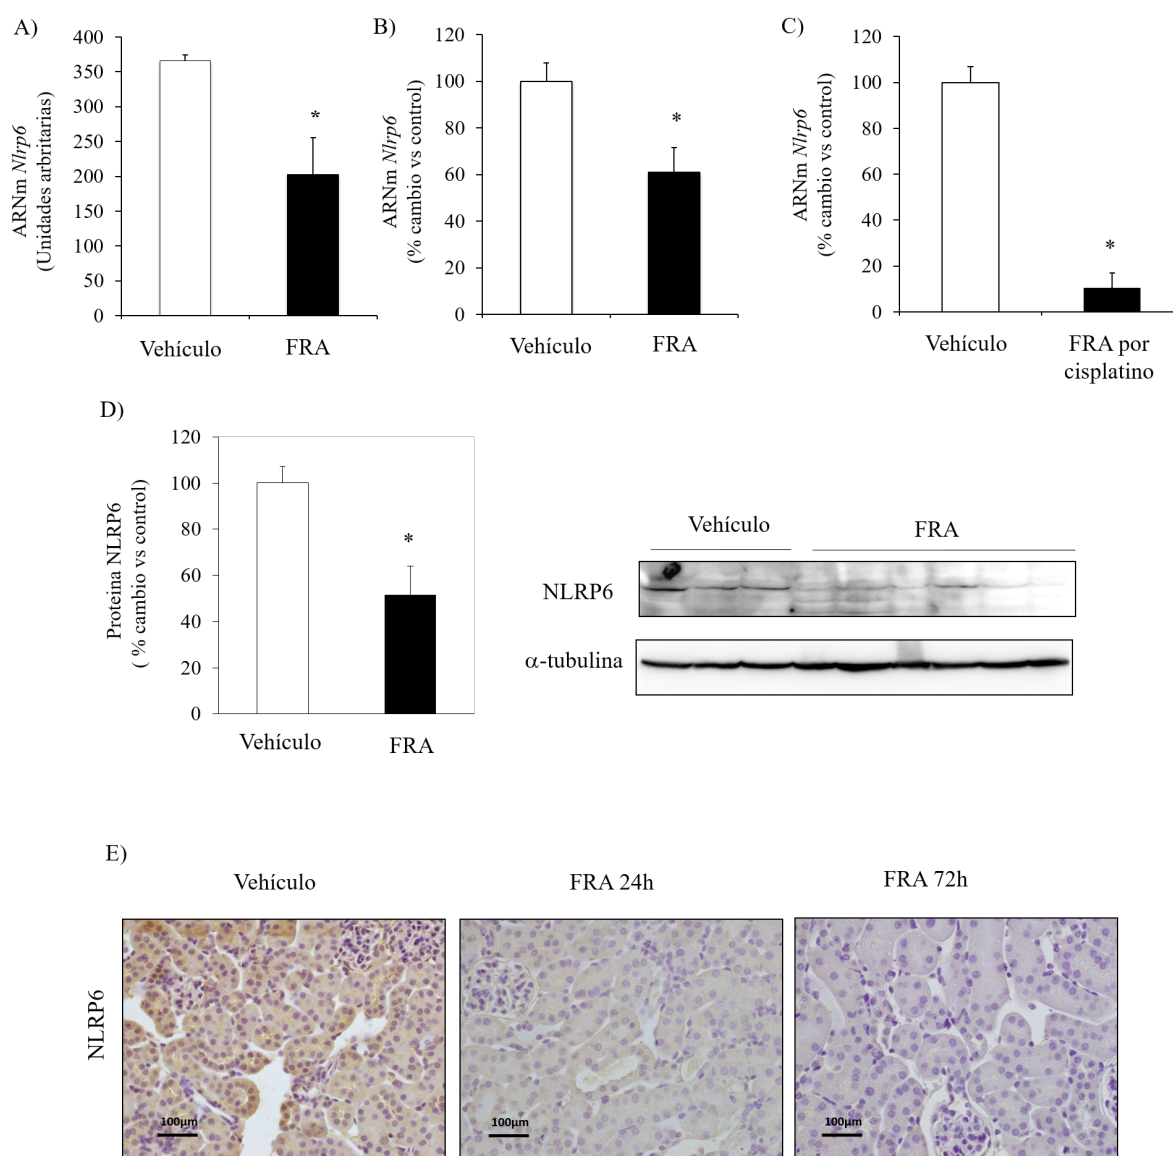 A)
ARNm Nlrp6
(Unidades arbritarias)
400
350
300
250
200
150
100
50
0
*
Vehículo
FRA
B)
ARNm Nlrp6
(% cambio vs control)
120
100
80
60
40
20
0
*
Vehículo
FRA
C)
ARNm Nlrp6
(% cambio vs control)
120
100
80
60
40
20
0
*
Vehículo
FRA por
cisplatino
D)
Proteina NLRP6
( % cambio vs control)
120
100
80
60
40
20
0
*
Vehículo
FRA
Vehículo
FRA
NLRP6
α-tubulina
E)
Vehículo
FRA 24h
FRA 72h
NLRP6
100µm
100µm
100µm